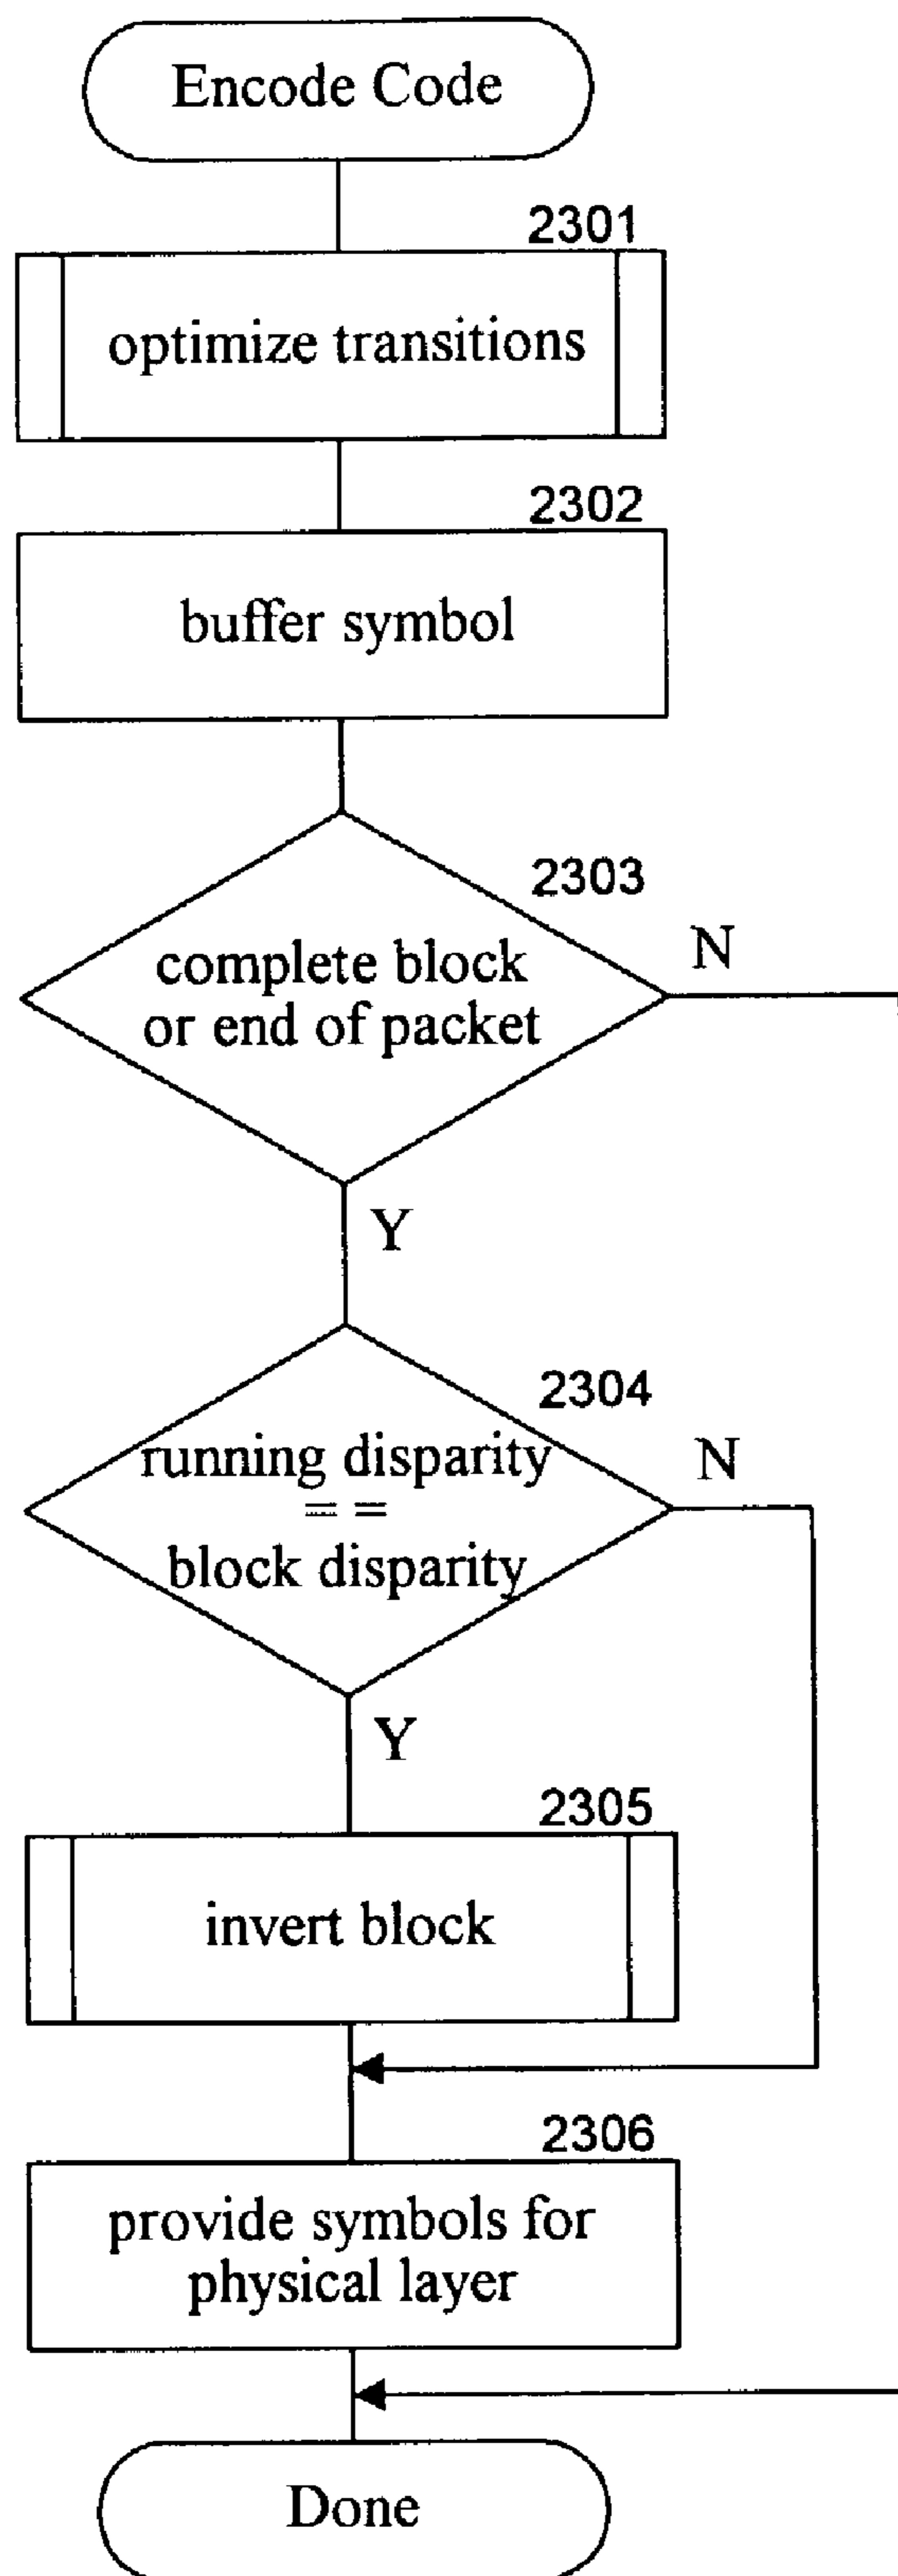 Encode Code
2301
optimize transitions
2302
buffer symbol
2303
complete block
or end of packet
N
Y
2304
running disparity
= =
block disparity
N
Y
2305
invert block
2306
provide symbols for
physical layer
Done